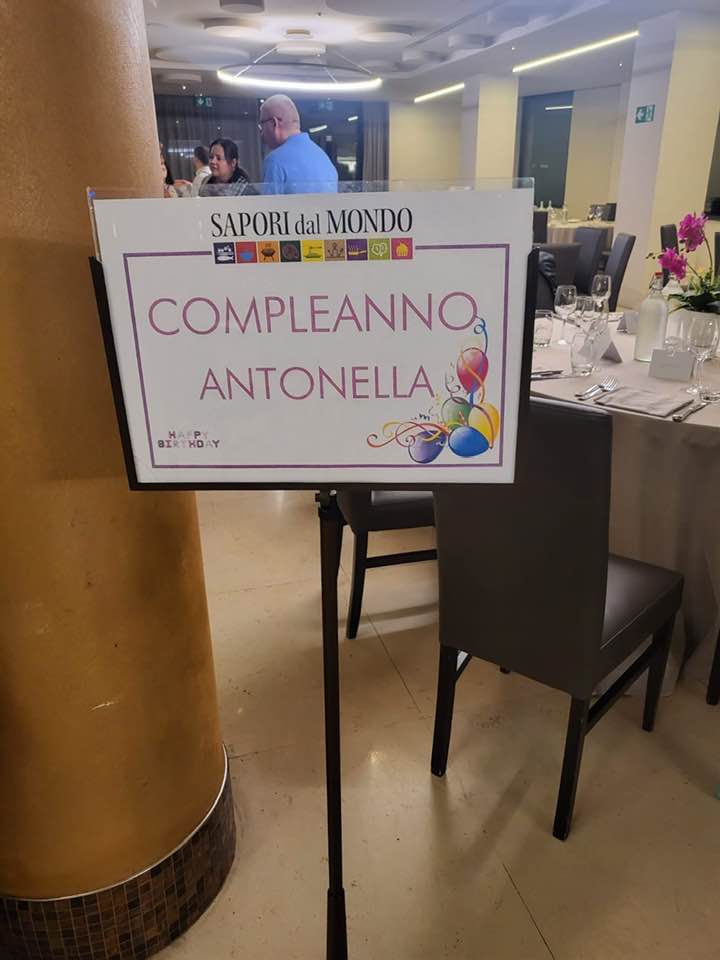 SAPORI dal MONDO
COMPLEANNO
ANTONELLA
HAPPY
BIRTHDAY